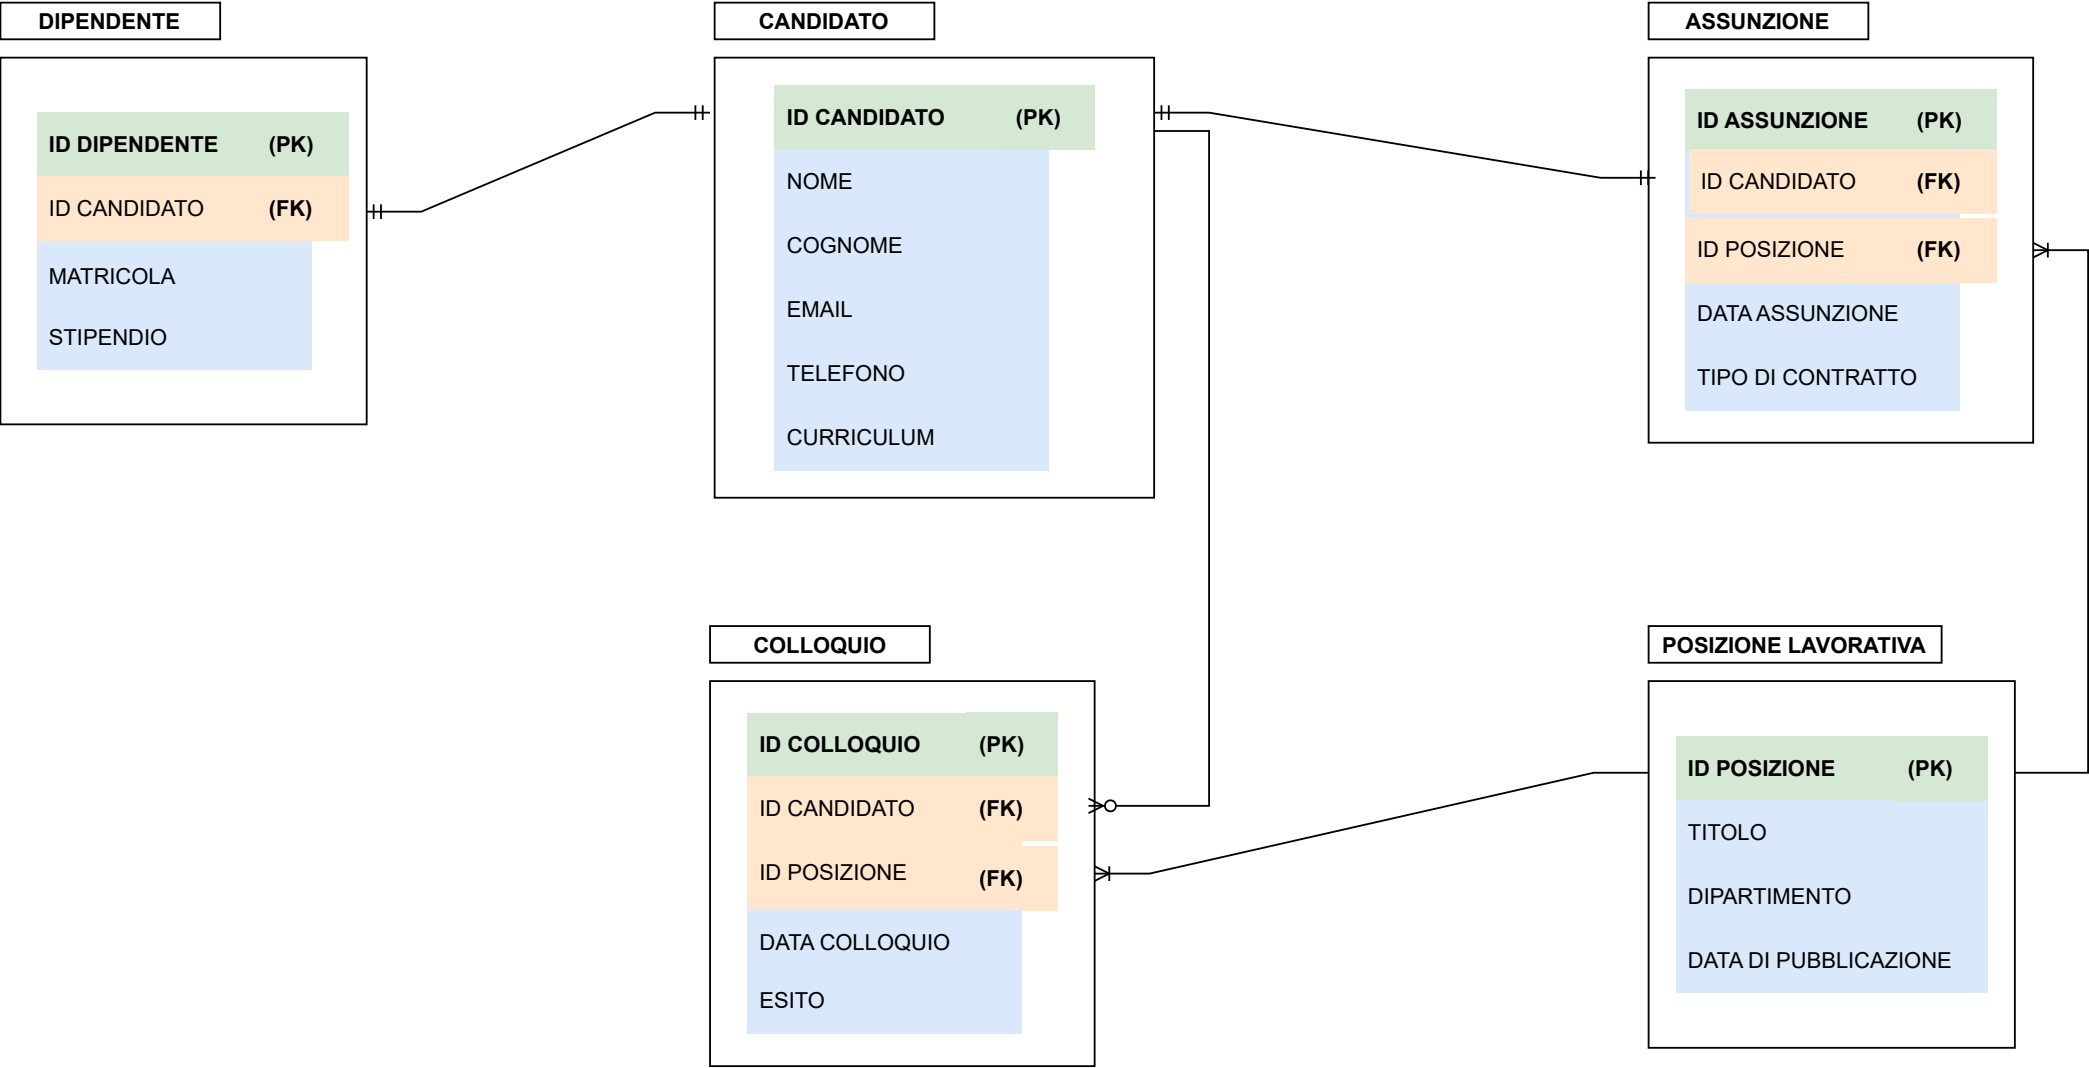 DIPENDENTE
ID DIPENDENTE (PK)
ID CANDIDATO (FK)
MATRICOLA
STIPENDIO
CANDIDATO
ID CANDIDATO (PK)
NOME
COGNOME
EMAIL
TELEFONO
CURRICULUM
ASSUNZIONE
ID ASSUNZIONE (PK)
ID CANDIDATO (FK)
ID POSIZIONE (FK)
DATA ASSUNZIONE
TIPO DI CONTRATTO
COLLOQUIO
ID COLLOQUIO (PK)
ID CANDIDATO (FK)
ID POSIZIONE (FK)
DATA COLLOQUIO
ESITO
POSIZIONE LAVORATIVA
ID POSIZIONE (PK)
TITOLO
DIPARTIMENTO
DATA DI PUBBLICAZIONE